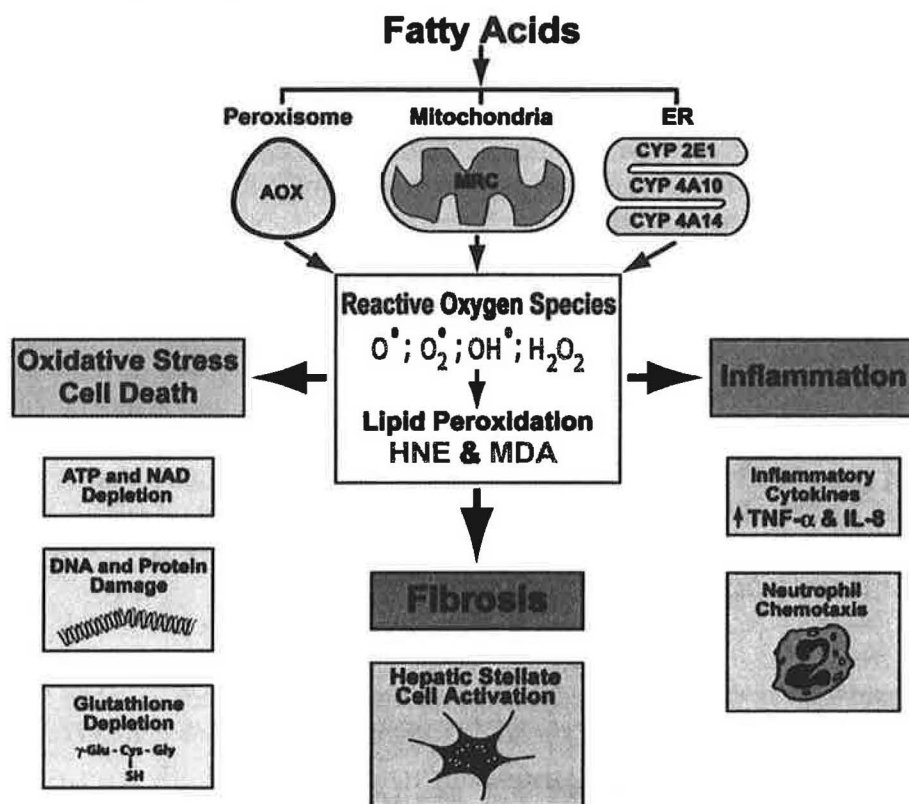 Fatty Acids
Peroxisome
Mitochondria
ER
AOX
MRC
CYP 2E1
CYP 4A10
CYP 4A14
Reactive Oxygen Species
O•; O₂•; OH•; H₂O₂
Lipid Peroxidation
HNE & MDA
Oxidative Stress
Cell Death
ATP and NAD
Depletion
DNA and Protein
Damage
Glutathione
Depletion
γ-Glu - Cys - Gly
SH
Fibrosis
Hepatic Stellate
Cell Activation
Inflammation
Inflammatory
Cytokines
↑TNF-α & IL-8
Neutrophil
Chemotaxis